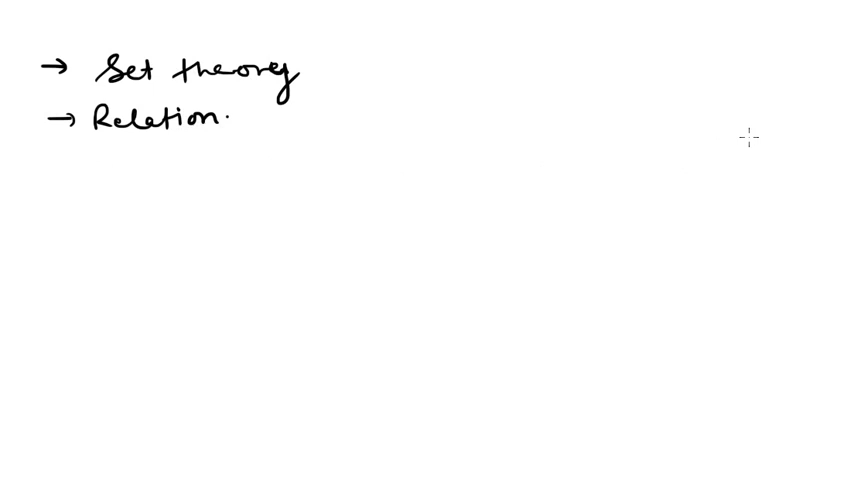 → Set theory
→ Relation.